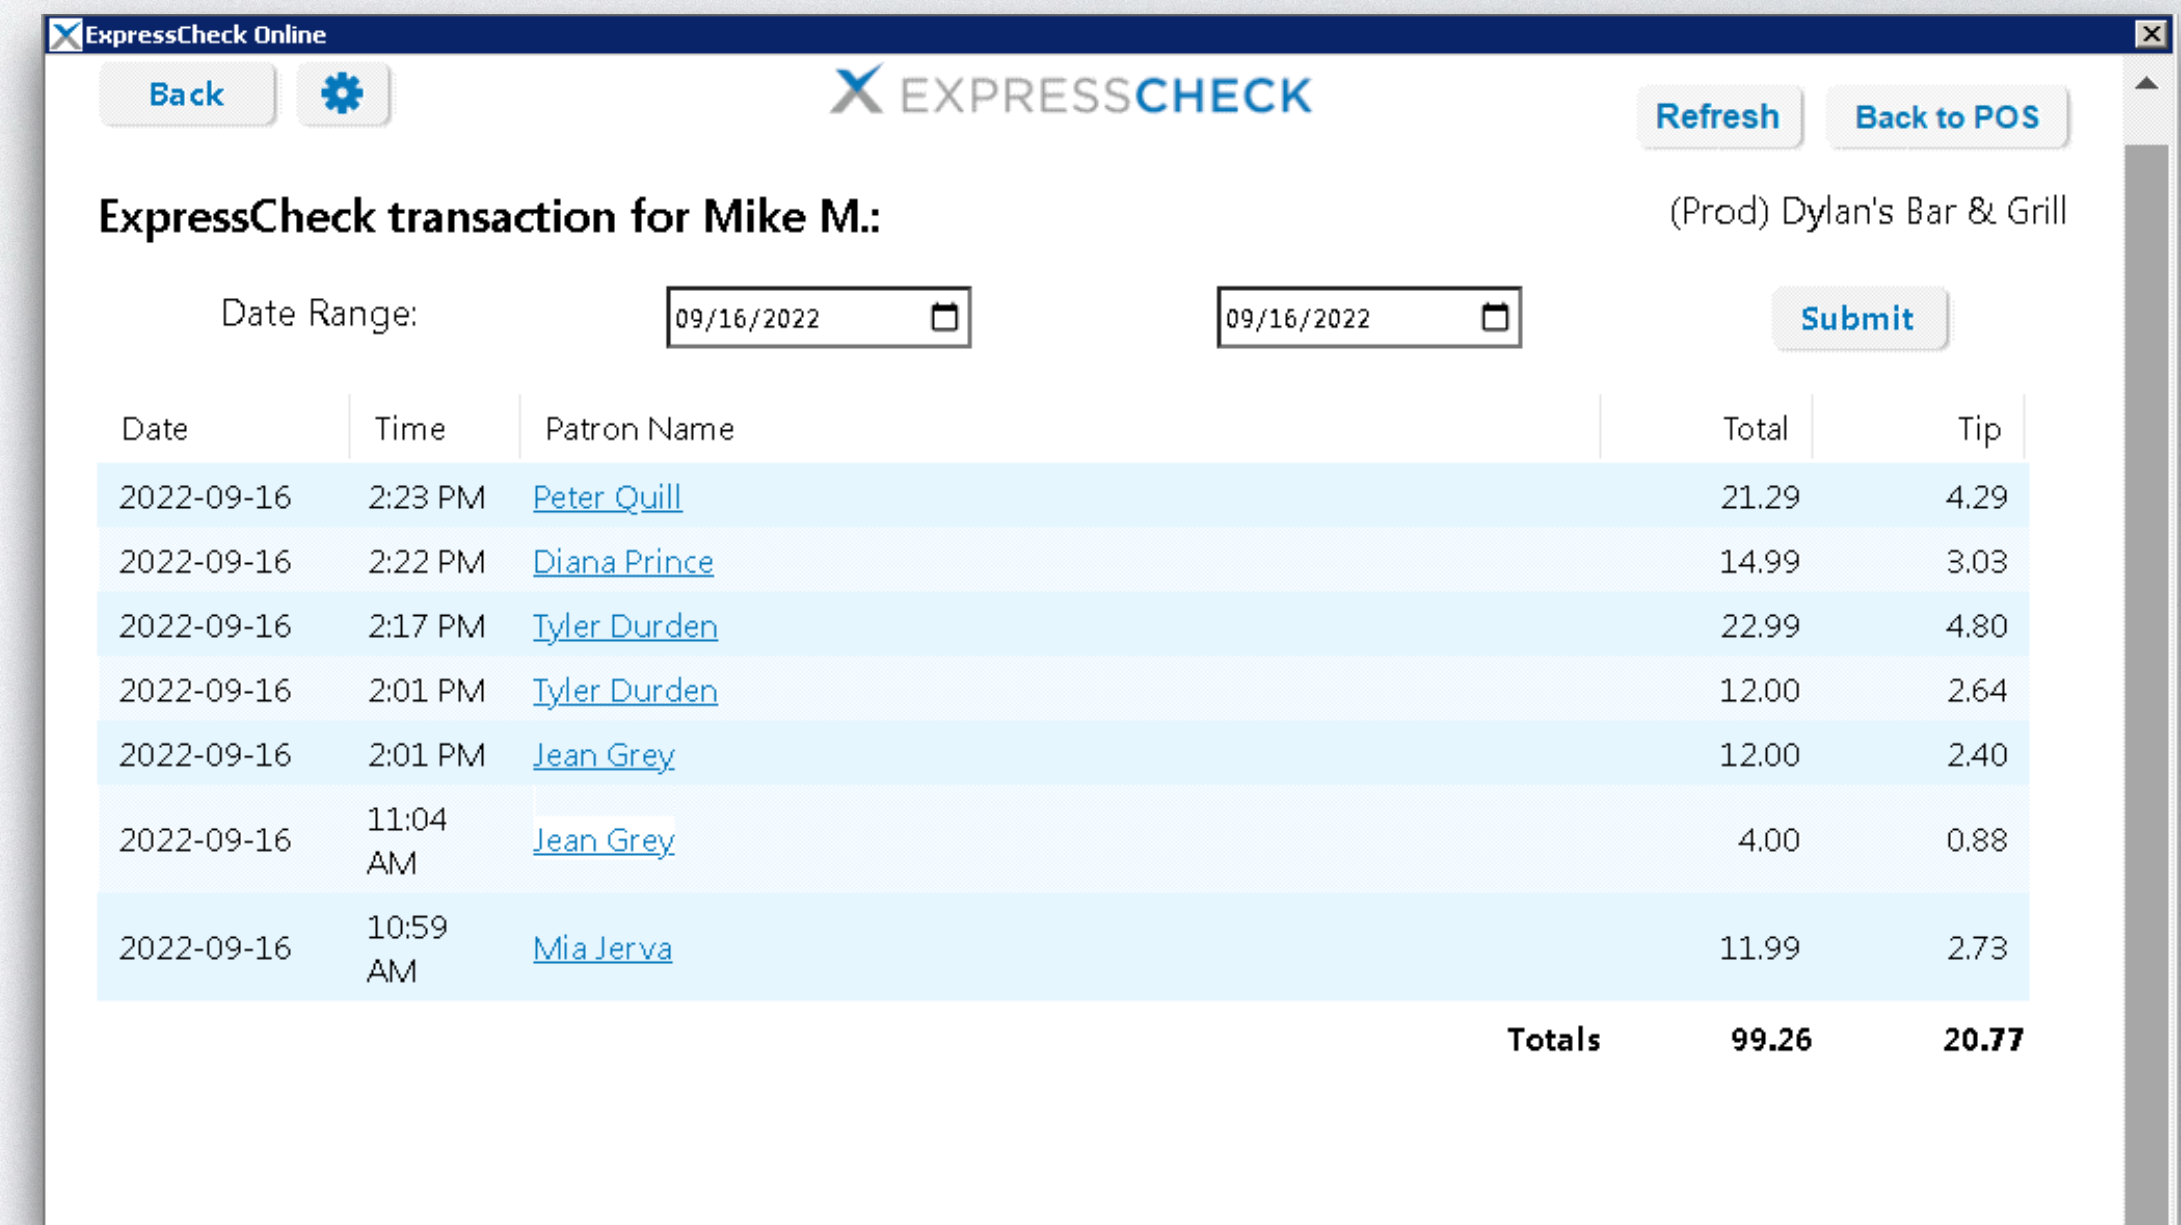 ExpressCheck Online
Back
EXPRESSCHECK
Refresh Back to POS
ExpressCheck transaction for Mike M.:
(Prod) Dylan's Bar & Grill
Date Range: 09/16/2022 09/16/2022 Submit
Date Time Patron Name Total Tip
2022-09-16 2:23 PM Peter Quill 21.29 4.29
2022-09-16 2:22 PM Diana Prince 14.99 3.03
2022-09-16 2:17 PM Tyler Durden 22.99 4.80
2022-09-16 2:01 PM Tyler Durden 12.00 2.64
2022-09-16 2:01 PM Jean Grey 12.00 2.40
2022-09-16 11:04 AM Jean Grey 4.00 0.88
2022-09-16 10:59 AM Mia Jerva 11.99 2.73
Totals 99.26 20.77